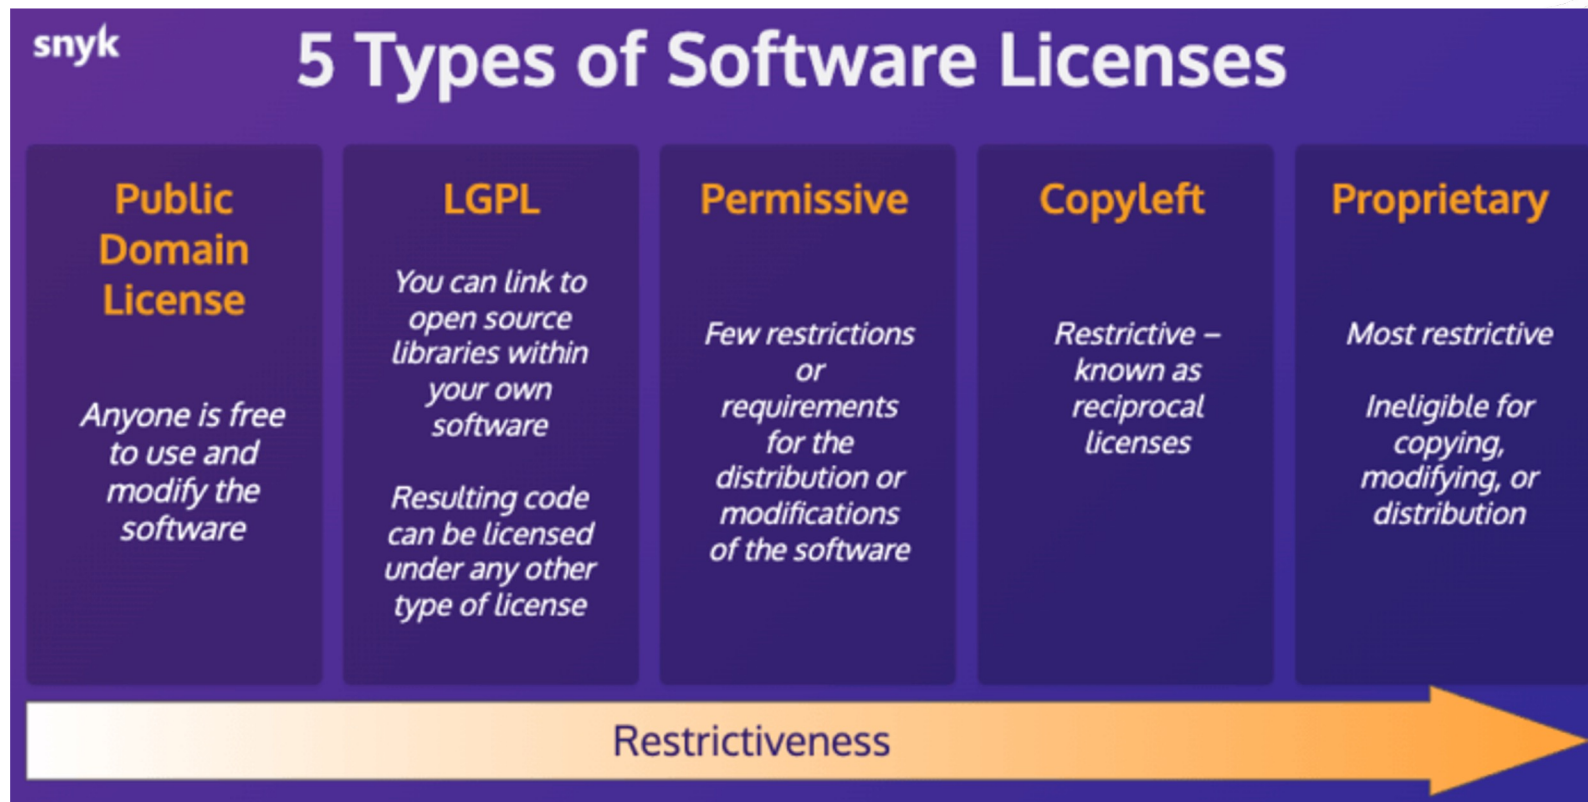 snyk
5 Types of Software Licenses
Public
Domain
License
Anyone is free
to use and
modify the
software
LGPL
You can link to
open source
libraries within
your own
software
Resulting code
can be licensed
under any other
type of license
Permissive
Few restrictions
or
requirements
for the
distribution or
modifications
of the software
Copyleft
Restrictive –
known as
reciprocal
licenses
Proprietary
Most restrictive
Ineligible for
copying,
modifying, or
distribution
Restrictiveness